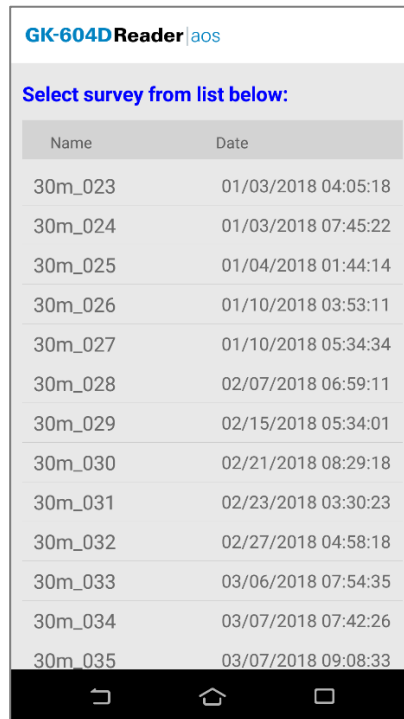 GK-604D Reader|aos
Select survey from list below:
Name Date
30m_023 01/03/2018 04:05:18
30m_024 01/03/2018 07:45:22
30m_025 01/04/2018 01:44:14
30m_026 01/10/2018 03:53:11
30m_027 01/10/2018 05:34:34
30m_028 02/07/2018 06:59:11
30m_029 02/15/2018 05:34:01
30m_030 02/21/2018 08:29:18
30m_031 02/23/2018 03:30:23
30m_032 02/27/2018 04:58:18
30m_033 03/06/2018 07:54:35
30m_034 03/07/2018 07:42:26
30m_035 03/07/2018 09:08:33